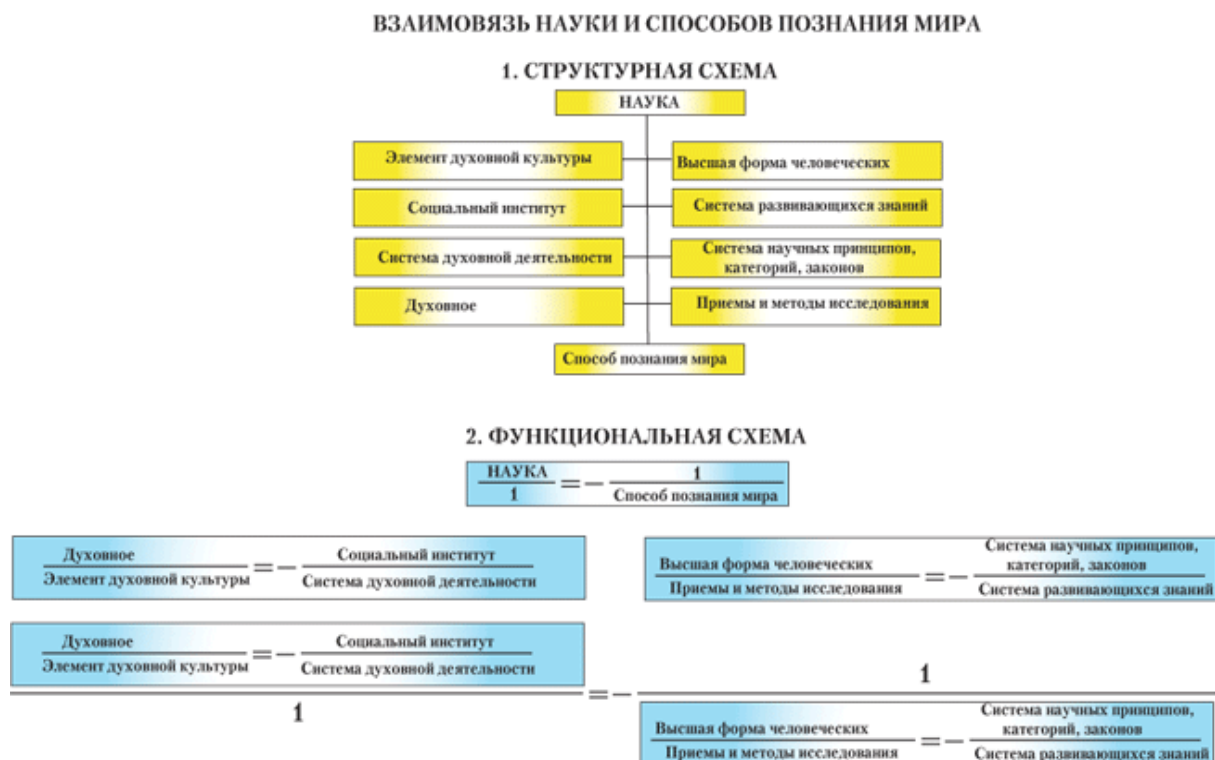 ВЗАИМОВЯЗЬ НАУКИ И СПОСОБОВ ПОЗНАНИЯ МИРА
1. СТРУКТУРНАЯ СХЕМА
НАУКА
Элемент духовной культуры
Высшая форма человеческих
Социальный институт
Система развивающихся знаний
Система духовной деятельности
Система научных принципов,
категорий, законов
Духовное
Приемы и методы исследования
Способ познания мира
2. ФУНКЦИОНАЛЬНАЯ СХЕМА
НАУКА
1
=
−
1
Способ познания мира
Духовное
Элемент духовной культуры
=
−
Социальный институт
Система духовной деятельности
Высшая форма человеческих
Приемы и методы исследования
=
−
Система научных принципов,
категорий, законов
Система развивающихся знаний
Духовное
Элемент духовной культуры
=
−
Социальный институт
Система духовной деятельности
1
=
−
1
Высшая форма человеческих
Приемы и методы исследования
=
−
Система научных принципов,
категорий, законов
Система развивающихся знаний